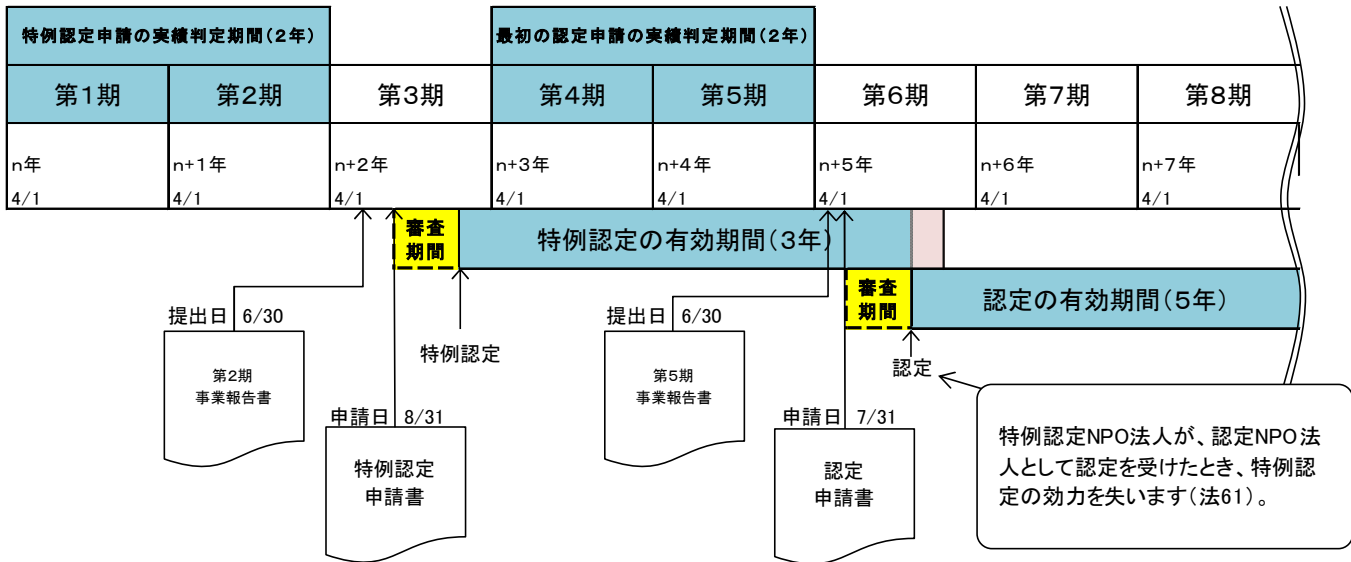 特例認定申請の実績判定期間(2年)
最初の認定申請の実績判定期間(2年)
第1期
第2期
第3期
第4期
第5期
第6期
第7期
第8期
n年
4/1
n+1年
4/1
n+2年
4/1
n+3年
4/1
n+4年
4/1
n+5年
4/1
n+6年
4/1
n+7年
4/1
審査
期間
特例認定の有効期間(3年)
審査
期間
認定の有効期間(5年)
提出日 6/30
特例認定
提出日 6/30
認定
第2期
事業報告書
第5期
事業報告書
申請日 8/31
特例認定
申請書
申請日 7/31
認定
申請書
特例認定NPO法人が、認定NPO法
人として認定を受けたとき、特例認
定の効力を失います(法61)。